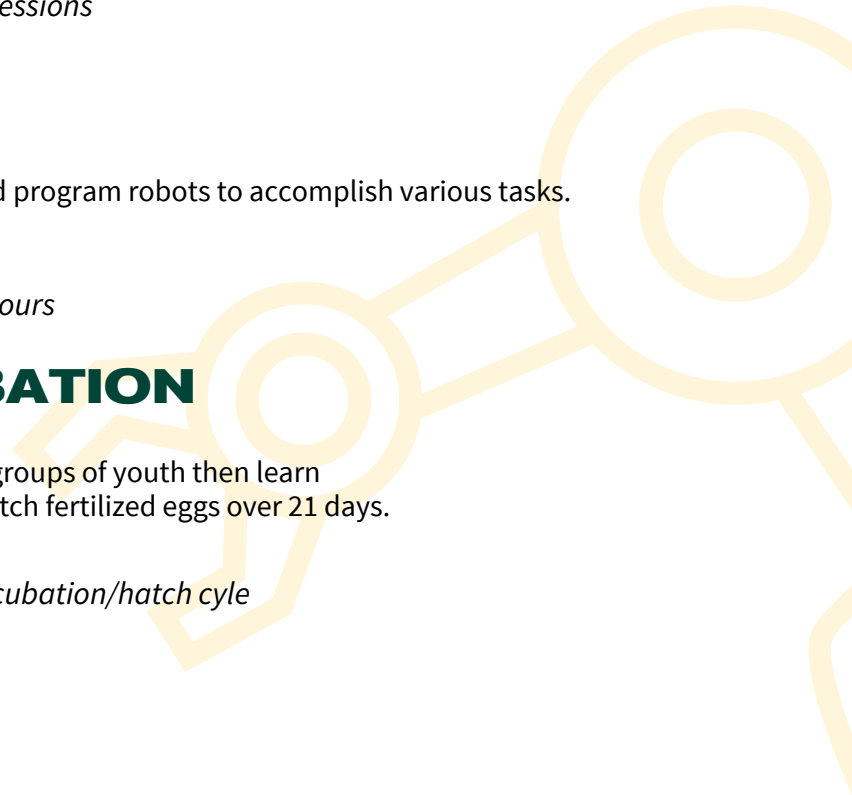 essions
d program robots to accomplish various tasks.
ours
BATION
groups of youth then learn
tch fertilized eggs over 21 days.
cubation/hatch cyle